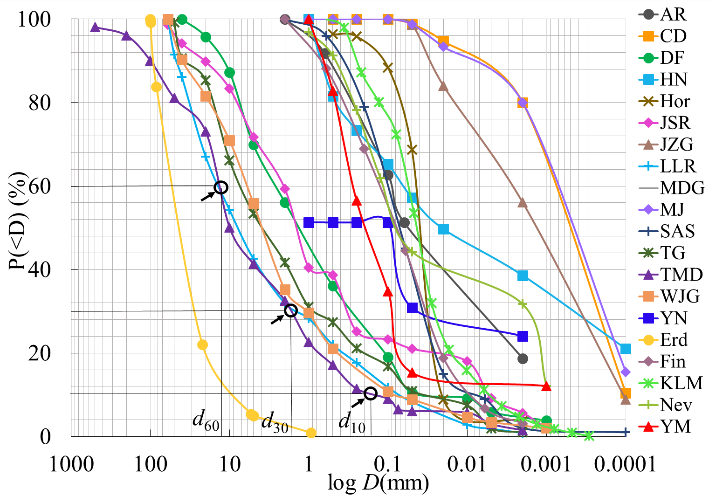 P(<D) (%)
100
80
60
40
20
0
d60
d30
d10
1000
100
10
1
0.1
0.01
0.001
0.0001
log D(mm)
AR
CD
DF
HN
Hor
JSR
JZG
LLR
MDG
MJ
SAS
TG
TMD
WJG
YN
Erd
Fin
KLM
Nev
YM